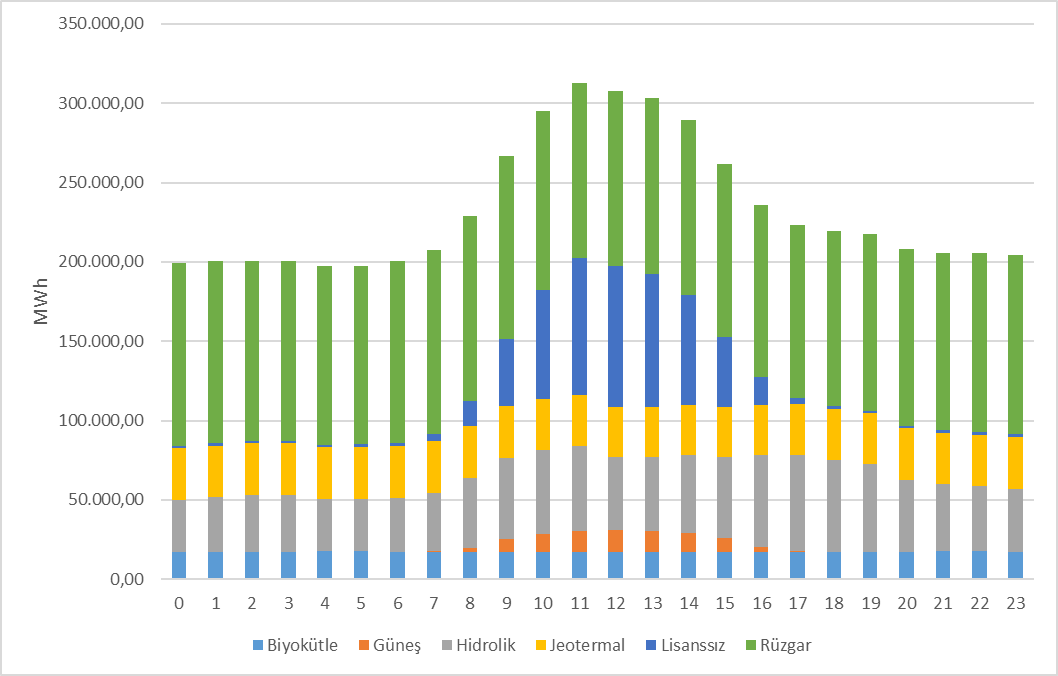 350.000,00
300.000,00
250.000,00
200.000,00
150.000,00
100.000,00
50.000,00
0,00
MWh
0 1 2 3 4 5 6 7 8 9 10 11 12 13 14 15 16 17 18 19 20 21 22 23
Biyokütle Güneş Hidrolik Jeotermal Lisanssız Rüzgar